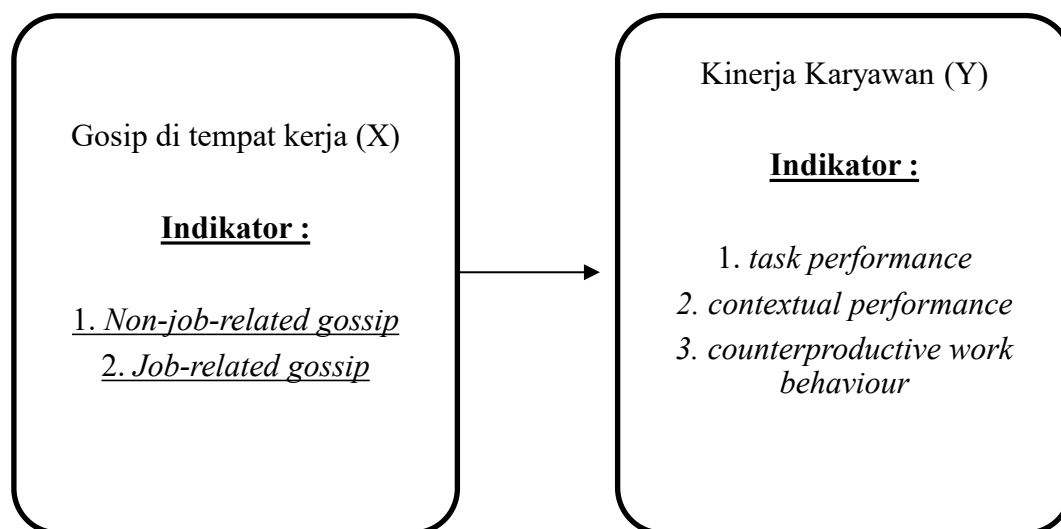 Gosip di tempat kerja (X)
Indikator :
1. Non-job-related gossip
2. Job-related gossip
Kinerja Karyawan (Y)
Indikator :
1. task performance
2. contextual performance
3. counterproductive work
behaviour